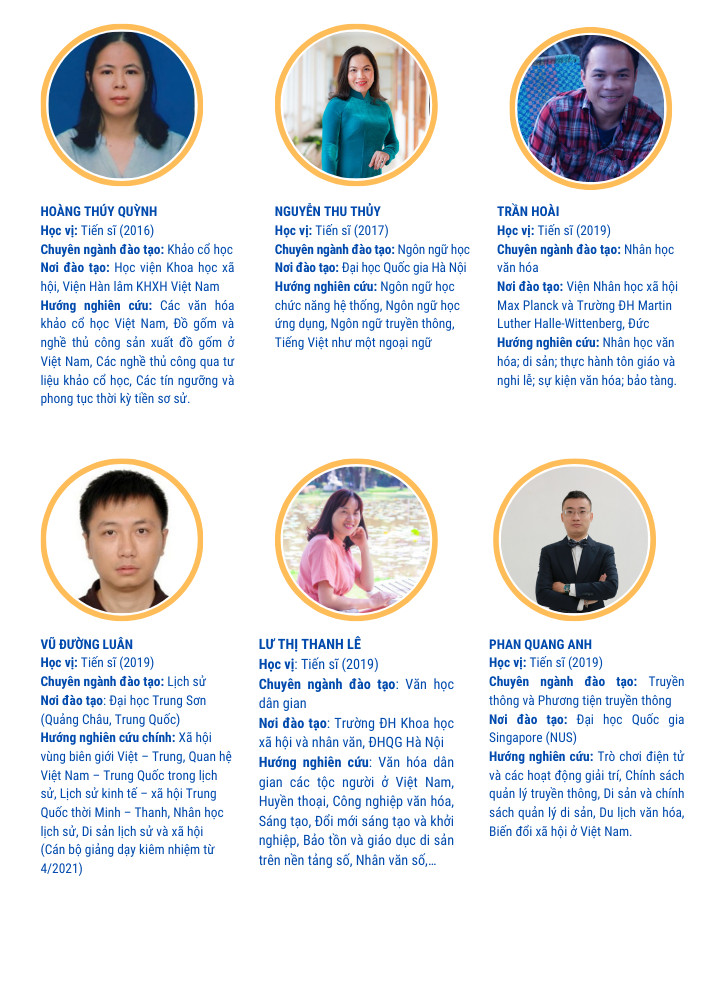 HOÀNG THÚY QUỲNH
Học vị: Tiến sĩ (2016)
Chuyên ngành đào tạo: Khảo cổ học
Nơi đào tạo: Học viện Khoa học xã
hội, Viện Hàn lâm KHXH Việt Nam
Hướng nghiên cứu: Các văn hóa
khảo cổ học Việt Nam, Đồ gốm và
nghề thủ công sản xuất đồ gốm ở
Việt Nam, Các nghề thủ công qua tư
liệu khảo cổ học, Các tín ngưỡng và
phong tục thời kỳ tiền sơ sử.
NGUYỄN THU THỦY
Học vị: Tiến sĩ (2017)
Chuyên ngành đào tạo: Ngôn ngữ học
Nơi đào tạo: Đại học Quốc gia Hà Nội
Hướng nghiên cứu: Ngôn ngữ học
chức năng hệ thống, Ngôn ngữ học
ứng dụng, Ngôn ngữ truyền thông,
Tiếng Việt như một ngoại ngữ
TRẦN HOÀI
Học vị: Tiến sĩ (2019)
Chuyên ngành đào tạo: Nhân học
văn hóa
Nơi đào tạo: Viện Nhân học xã hội
Max Planck và Trường ĐH Martin
Luther Halle-Wittenberg, Đức
Hướng nghiên cứu: Nhân học văn
hóa; di sản; thực hành tôn giáo và
nghi lễ; sự kiện văn hóa; bảo tàng.
VŨ ĐƯỜNG LUÂN
Học vị: Tiến sĩ (2019)
Chuyên ngành đào tạo: Lịch sử
Nơi đào tạo: Đại học Trung Sơn
(Quảng Châu, Trung Quốc)
Hướng nghiên cứu chính: Xã hội
vùng biên giới Việt – Trung, Quan hệ
Việt Nam – Trung Quốc trong lịch
sử, Lịch sử kinh tế – xã hội Trung
Quốc thời Minh – Thanh, Nhân học
lịch sử, Di sản lịch sử và xã hội
(Cán bộ giảng dạy kiêm nhiệm từ
4/2021)
LƯ THỊ THANH LÊ
Học vị: Tiến sĩ (2019)
Chuyên ngành đào tạo: Văn học
dân gian
Nơi đào tạo: Trường ĐH Khoa học
xã hội và nhân văn, ĐHQG Hà Nội
Hướng nghiên cứu: Văn hóa dân
gian các tộc người ở Việt Nam,
Huyền thoại, Công nghiệp văn hóa,
Sáng tạo, Đổi mới sáng tạo và khởi
nghiệp, Bảo tồn và giáo dục di sản
trên nền tảng số, Nhân văn số,...
PHAN QUANG ANH
Học vị: Tiến sĩ (2019)
Chuyên ngành đào tạo: Truyền
thông và Phương tiện truyền thông
Nơi đào tạo: Đại học Quốc gia
Singapore (NUS)
Hướng nghiên cứu: Trò chơi điện tử
và các hoạt động giải trí, Chính sách
quản lý truyền thông, Di sản và chính
sách quản lý di sản, Du lịch văn hóa,
Biến đổi xã hội ở Việt Nam.